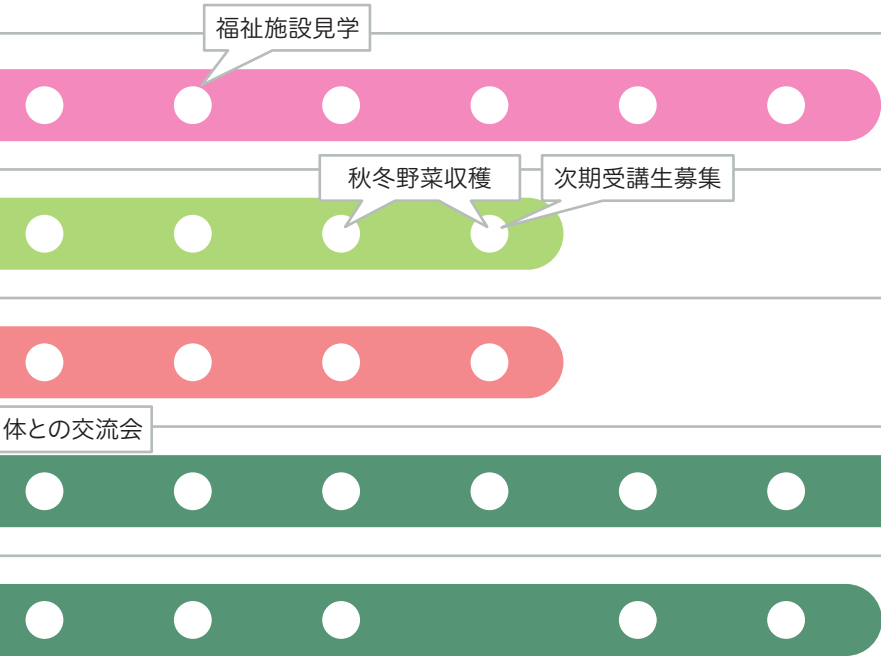 福祉施設見学
秋冬野菜収穫
次期受講生募集
体との交流会